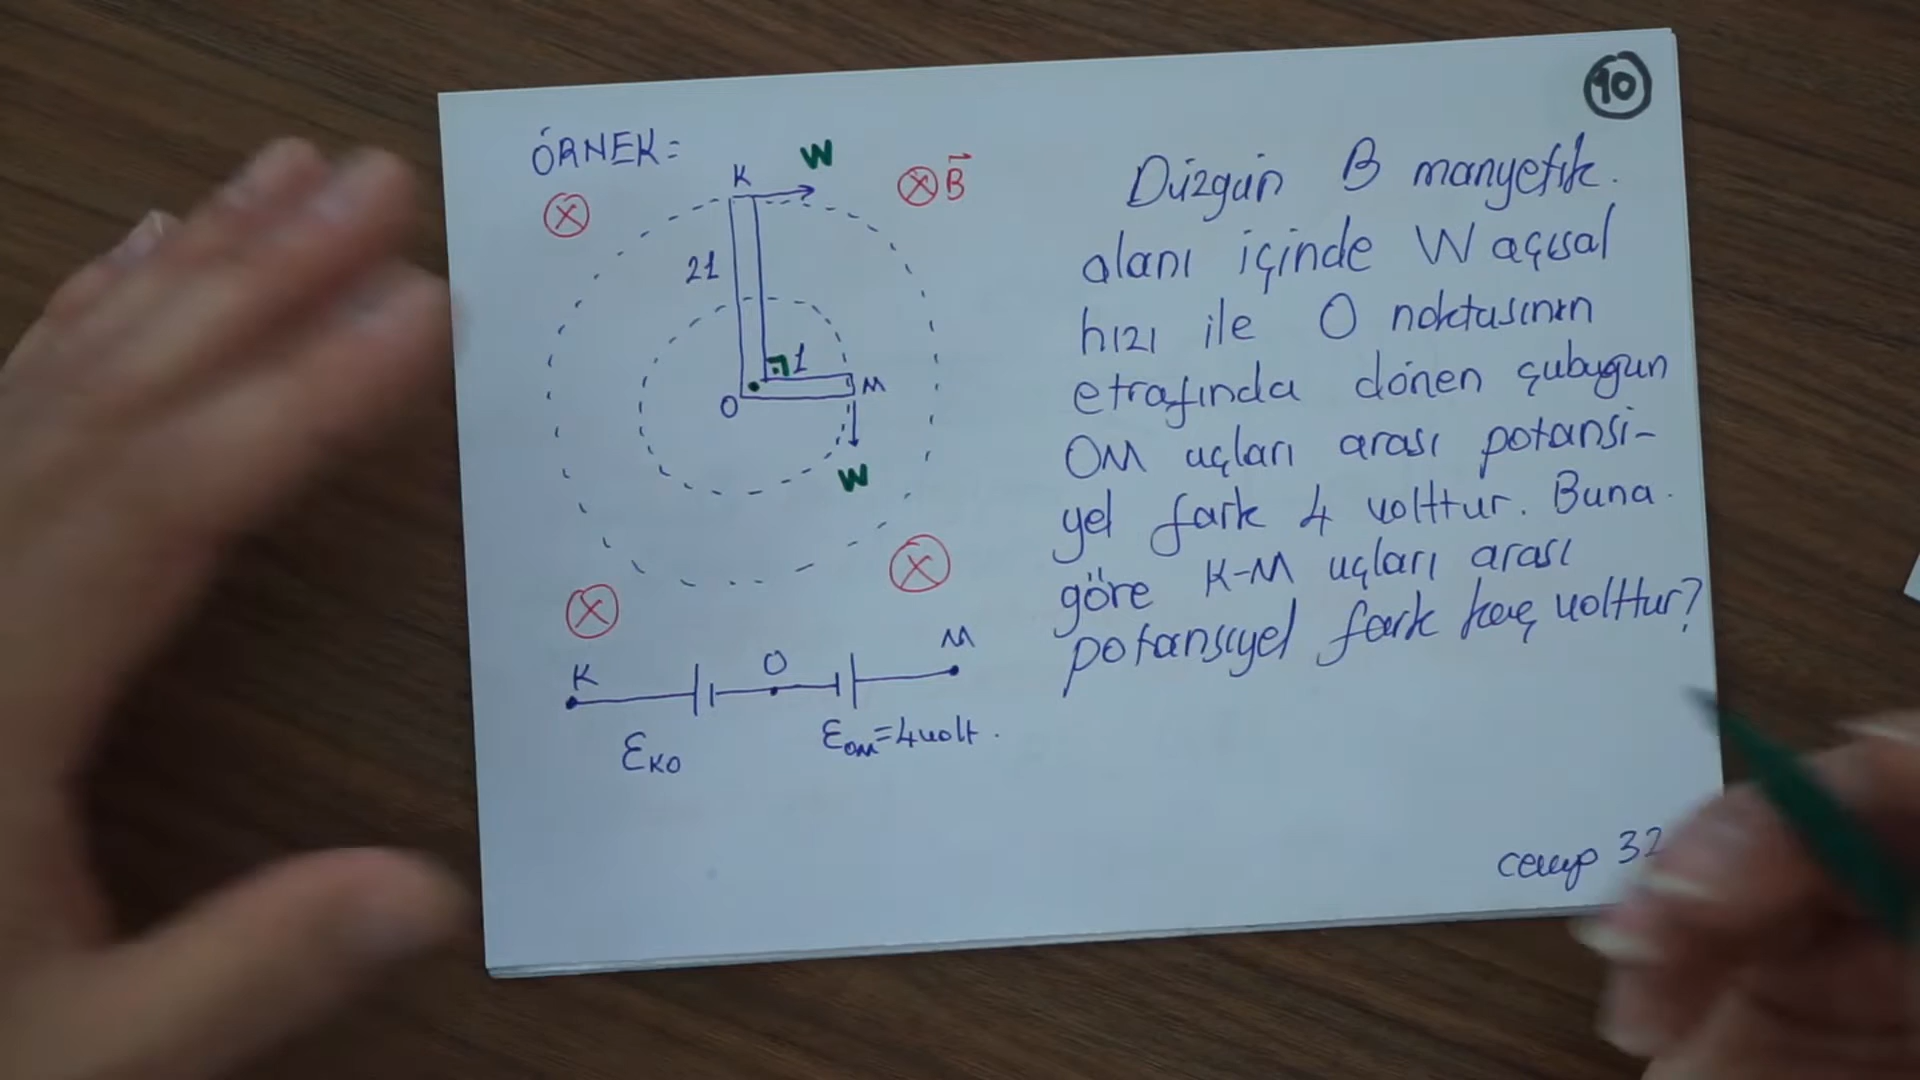 10
ÖRNEK:
K
W
B
2l
l
M
O
W
Düzgün B manyetik
alanı içinde W açısal
hızı ile O noktasının
etrafında dönen çubuğun
OM uçları arası potansi-
yel fark 4 volttur. Buna
göre K-M uçları arası
potansiyel fark kaç volttur?
K
O
M
εKO
εOM=4volt.
cevap 32